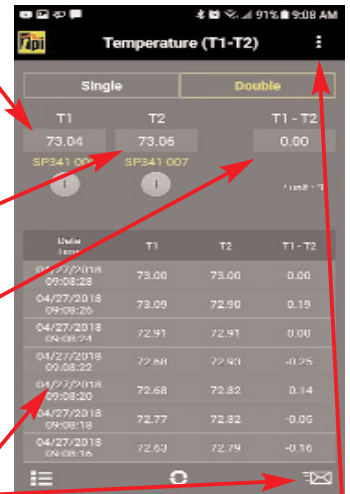 91% 9:08 AM
Temperature (T1-T2)
Single Double
T1 T2 T1 - T2
73.04 73.06 0.00
SP341 007
Date T1 T2 T1 - T2
04/27/2018 73.00 73.00 0.00
09:08:28
04/27/2018 73.09 72.90 0.19
09:08:26
04/27/2018 72.91 72.91 0.00
09:08:24
04/27/2018 72.68 72.93 -0.25
09:08:22
04/27/2018 72.68 72.82 0.14
09:08:20
04/27/2018 72.77 72.82 -0.05
09:08:18
04/27/2018 72.63 72.79 -0.16
09:08:16